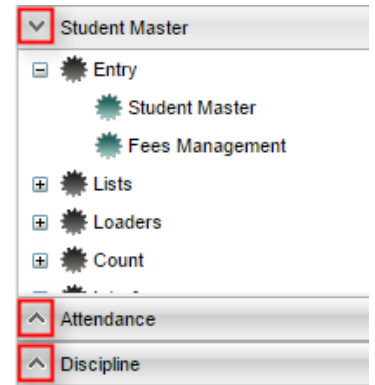 Student Master
Entry
Student Master
Fees Management
Lists
Loaders
Count
Attendance
Discipline